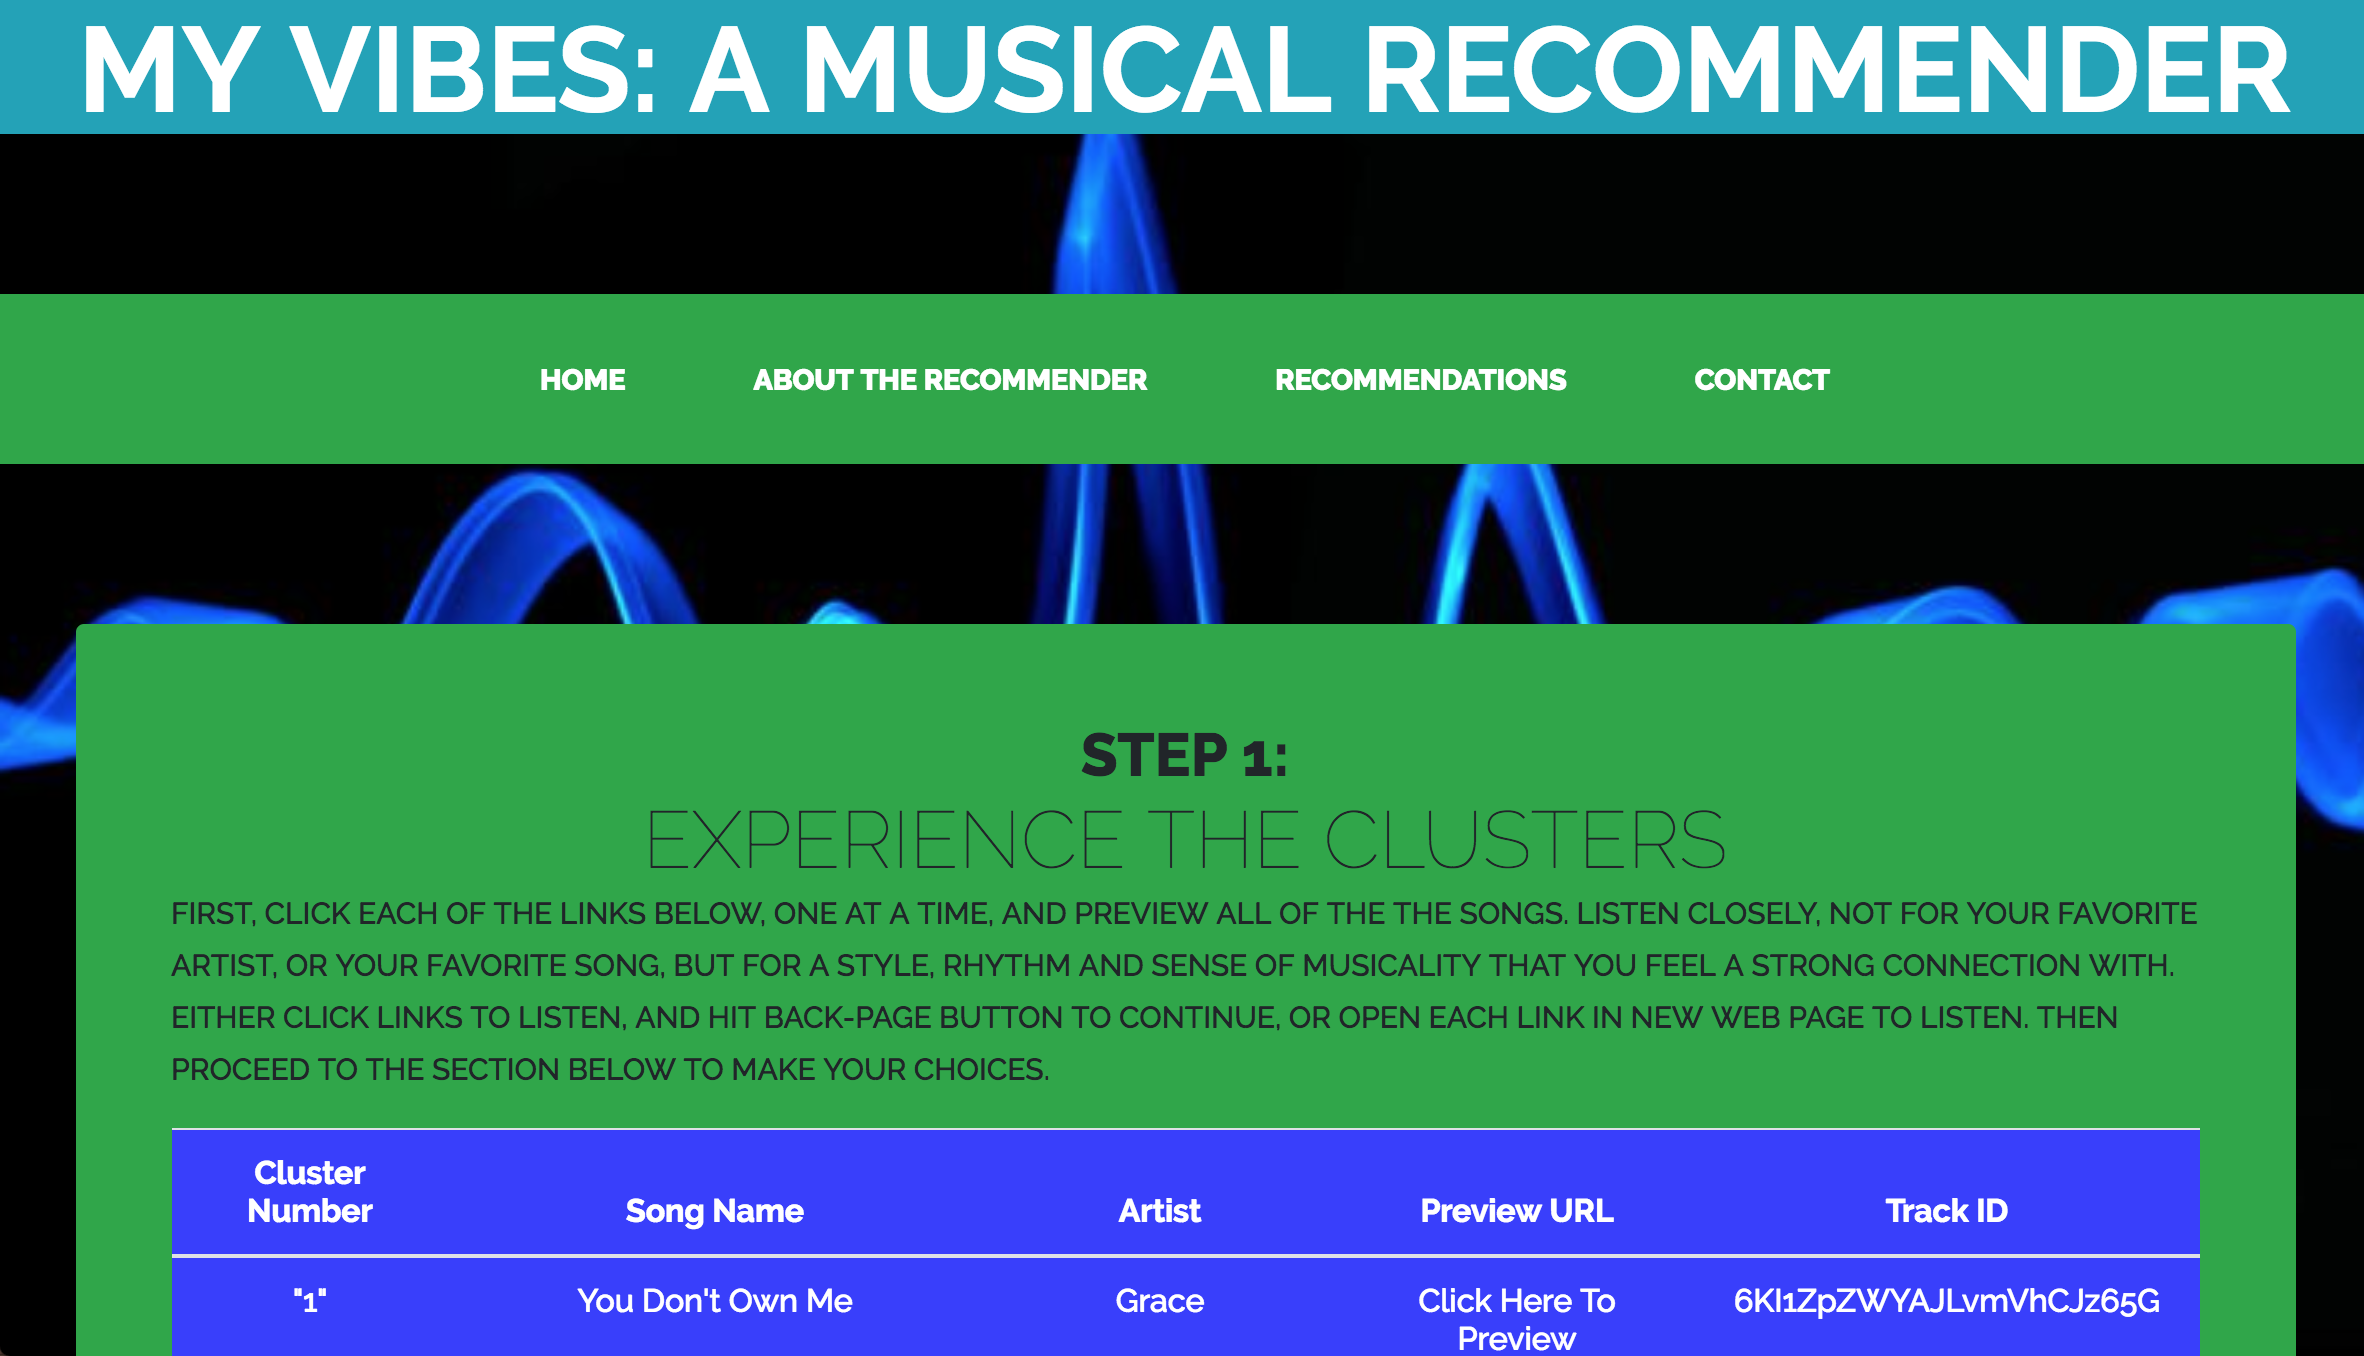 MY VIBES: A MUSICAL RECOMMENDER
HOME ABOUT THE RECOMMENDER RECOMMENDATIONS CONTACT
STEP 1:
EXPERIENCE THE CLUSTERS
FIRST, CLICK EACH OF THE LINKS BELOW, ONE AT A TIME, AND PREVIEW ALL OF THE THE SONGS. LISTEN CLOSELY, NOT FOR YOUR FAVORITE
ARTIST, OR YOUR FAVORITE SONG, BUT FOR A STYLE, RHYTHM AND SENSE OF MUSICALITY THAT YOU FEEL A STRONG CONNECTION WITH.
EITHER CLICK LINKS TO LISTEN, AND HIT BACK-PAGE BUTTON TO CONTINUE, OR OPEN EACH LINK IN NEW WEB PAGE TO LISTEN. THEN
PROCEED TO THE SECTION BELOW TO MAKE YOUR CHOICES.
Cluster
Number Song Name Artist Preview URL Track ID
"1" You Don't Own Me Grace Click Here To 6KI1ZpZWYAJLvmVhCJz65G
Preview